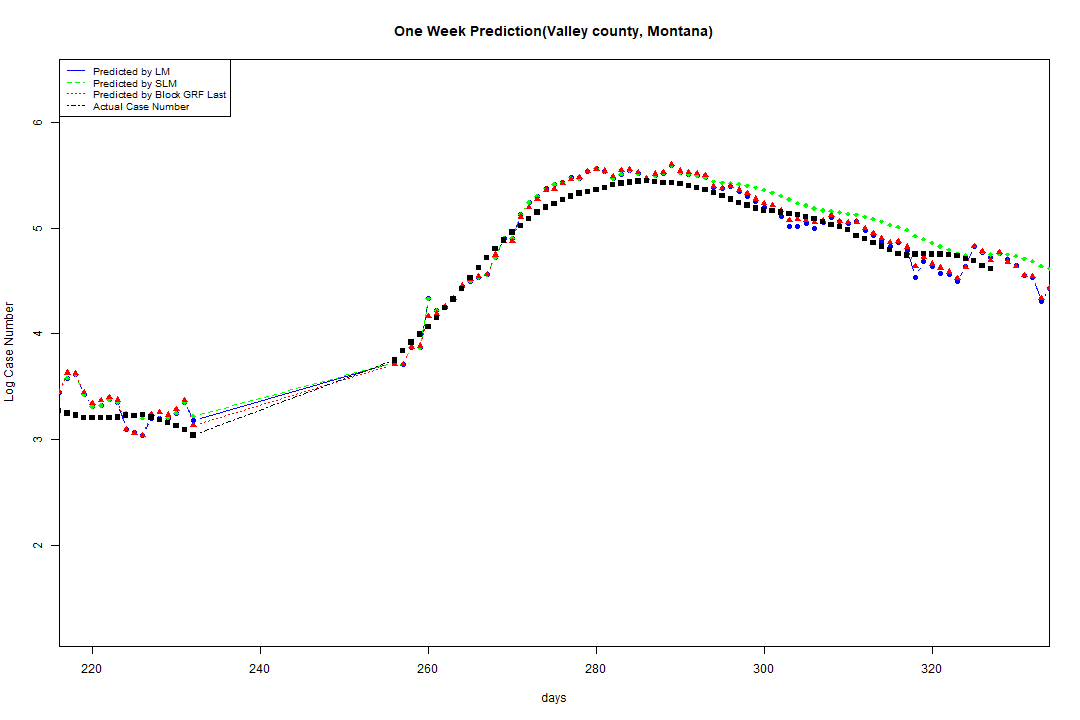 One Week Prediction(Valley county, Montana)
Predicted by LM
Predicted by SLM
Predicted by Block GRF Last
Actual Case Number
6
5
4
3
2
Log Case Number
220 240 260 280 300 320
days